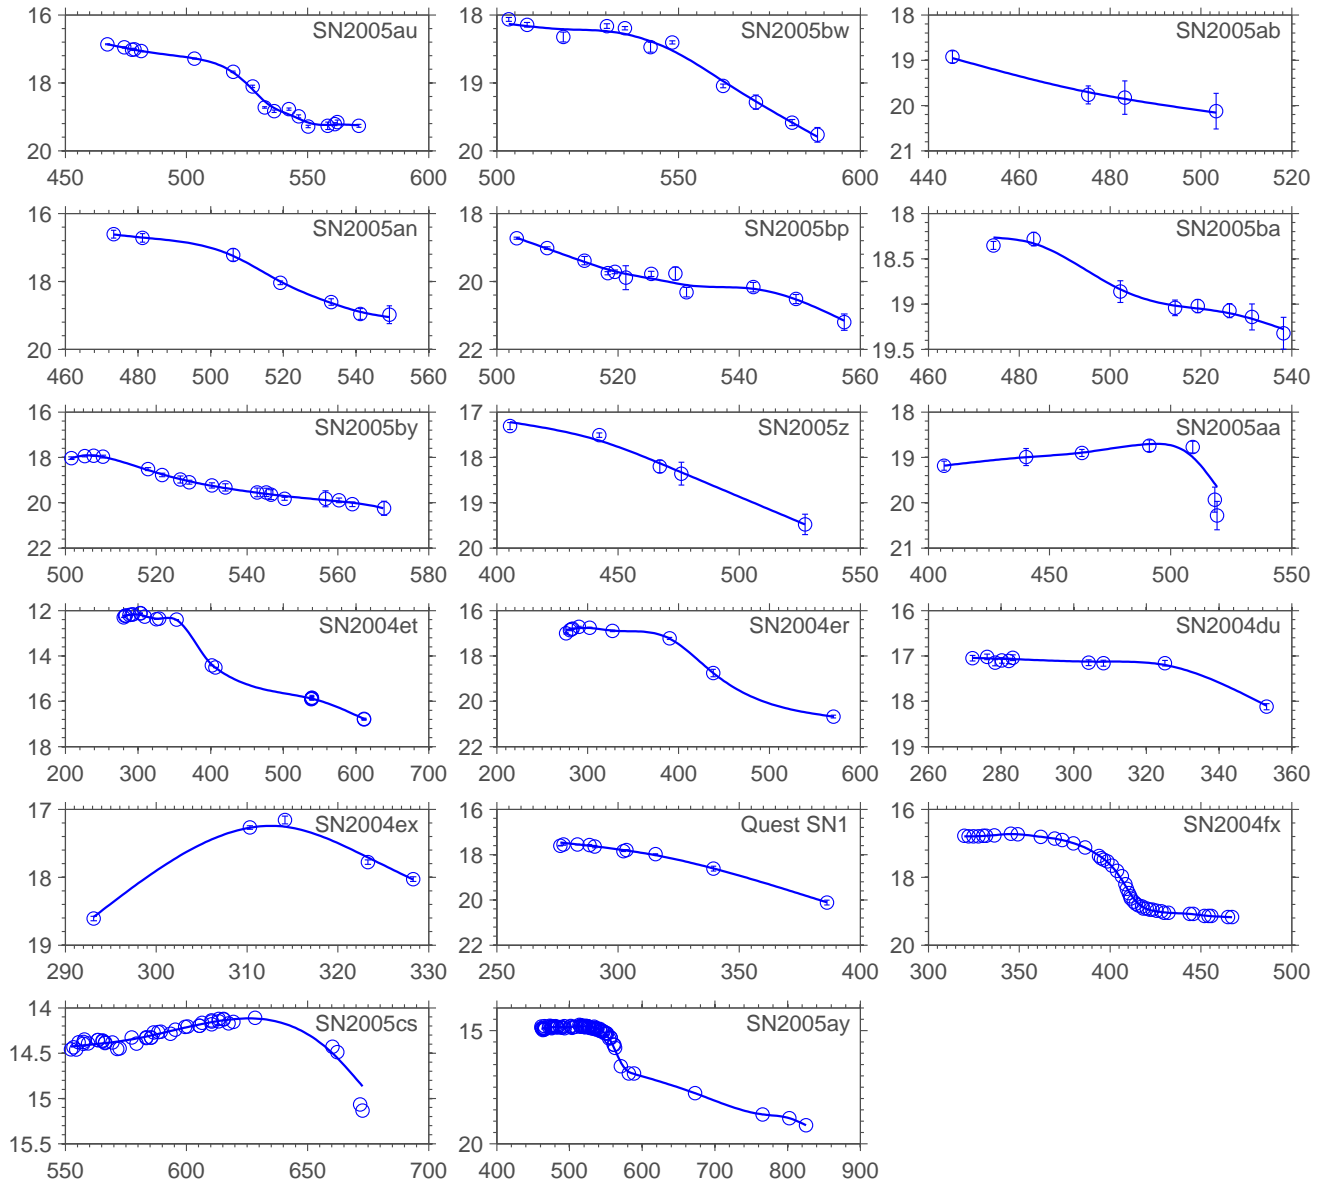 SN2005au
16
18
20
450 500 550 600
SN2005bw
18
19
20
500 550 600
SN2005ab
18
19
20
21
440 460 480 500 520
SN2005an
16
18
20
460 480 500 520 540 560
SN2005bp
18
20
22
500 520 540 560
SN2005ba
18
18.5
19
19.5
460 480 500 520 540
SN2005by
16
18
20
22
500 520 540 560 580
SN2005z
17
18
19
20
400 450 500 550
SN2005aa
18
19
20
21
400 450 500 550
SN2004et
12
14
16
18
200 300 400 500 600 700
SN2004er
16
18
20
22
200 300 400 500 600
SN2004du
16
17
18
19
260 280 300 320 340 360
SN2004ex
17
18
19
290 300 310 320 330
Quest SN1
16
18
20
22
250 300 350 400
SN2004fx
16
18
20
300 350 400 450 500
SN2005cs
14
14.5
15
15.5
550 600 650 700
SN2005ay
15
20
400 500 600 700 800 900